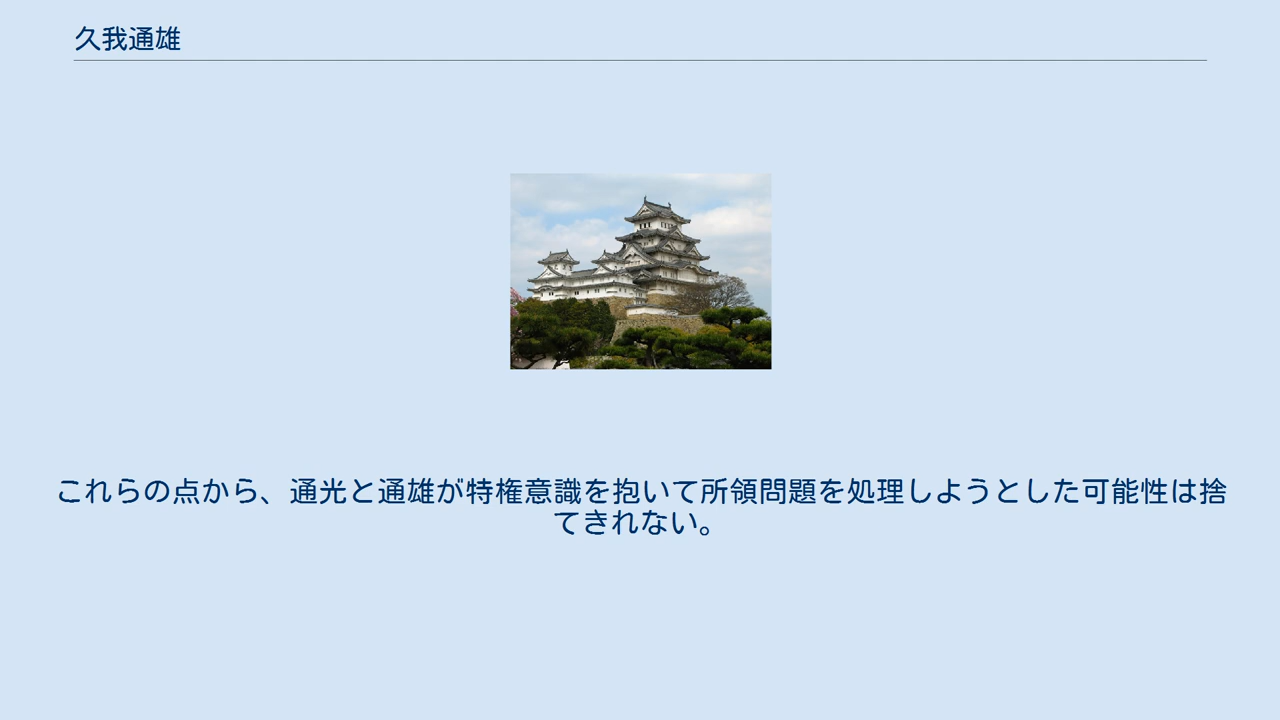 久我通雄
これらの点から、通光と通雄が特権意識を抱いて所領問題を処理しようとした可能性は捨
てきれない。